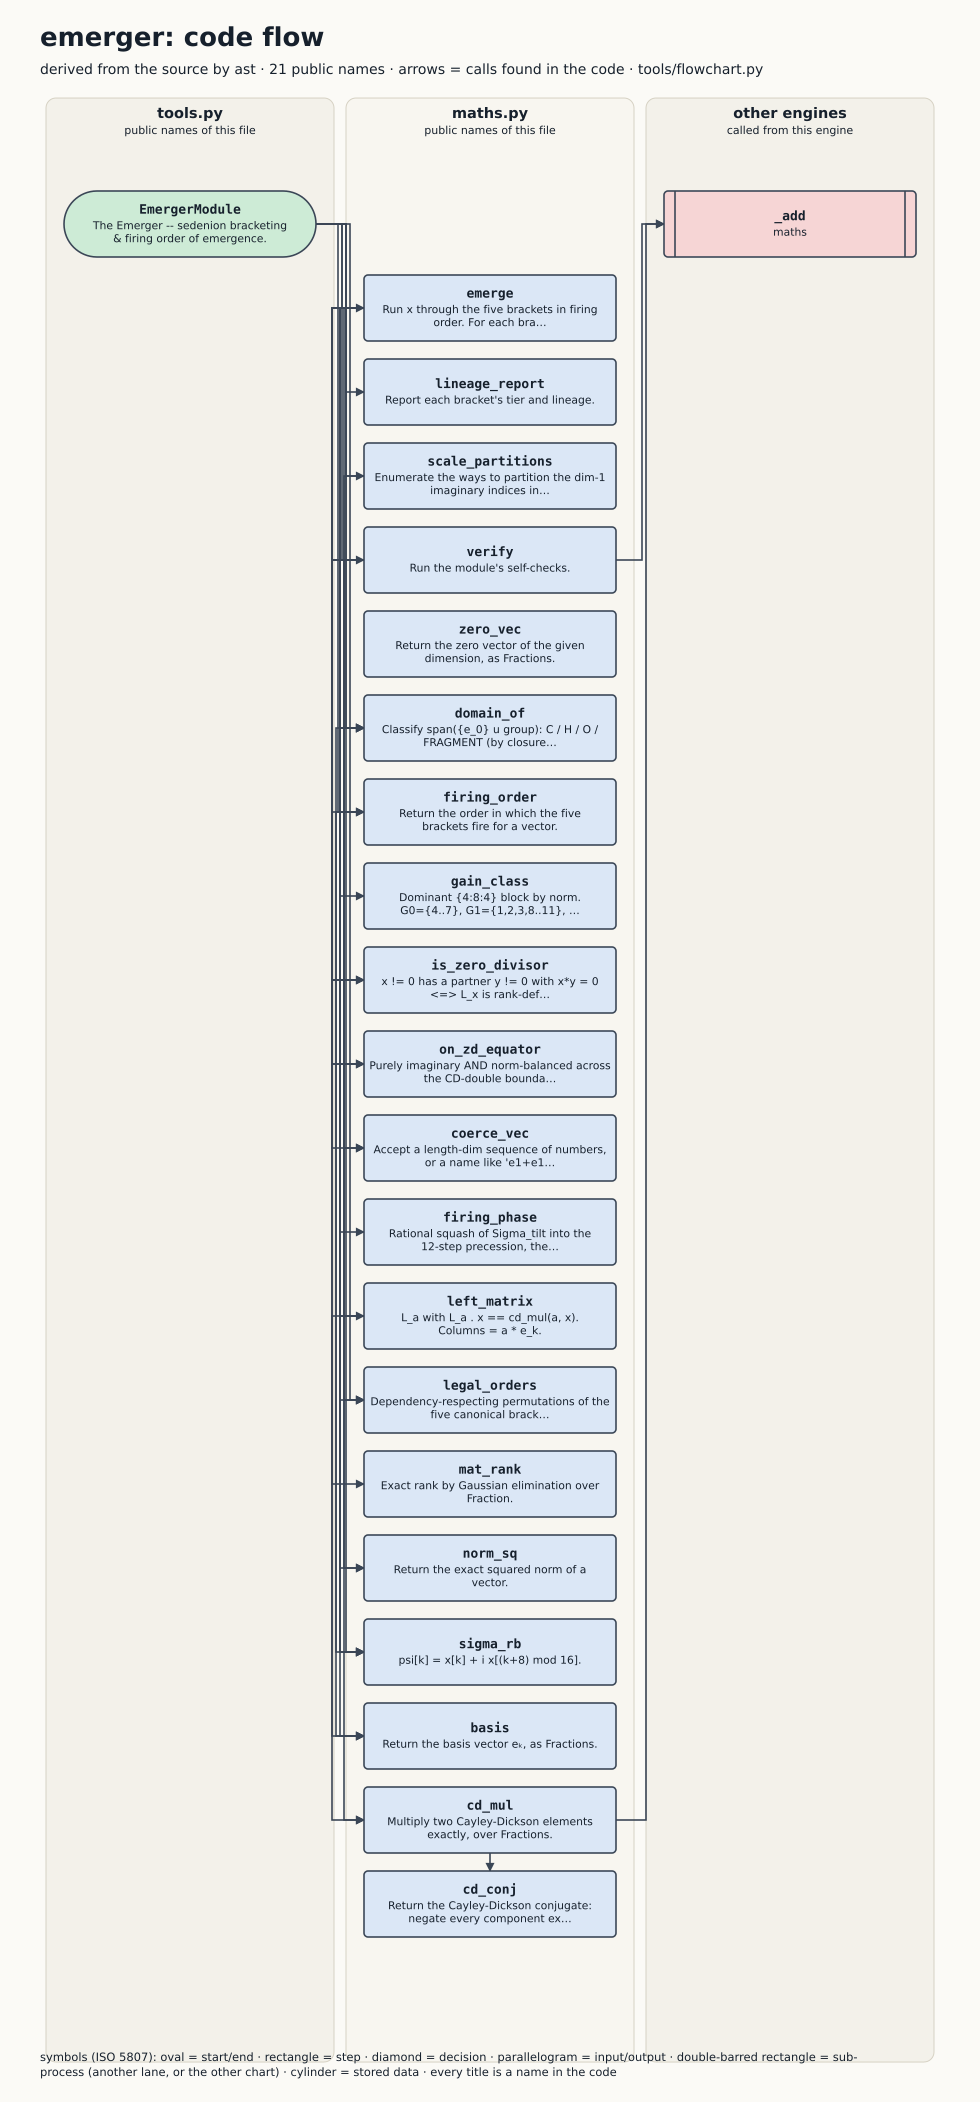 emerger: code flow
derived from the source by ast · 21 public names · arrows = calls found in the code · tools/flowchart.py
tools.py
public names of this file
maths.py
public names of this file
other engines
called from this engine
EmergerModule
The Emerger -- sedenion bracketing
& firing order of emergence.
_add
maths
emerge
Run x through the five brackets in firing
order. For each bra…
lineage_report
Report each bracket's tier and lineage.
scale_partitions
Enumerate the ways to partition the dim-1
imaginary indices in…
verify
Run the module's self-checks.
zero_vec
Return the zero vector of the given
dimension, as Fractions.
domain_of
Classify span({e_0} u group): C / H / O /
FRAGMENT (by closure…
firing_order
Return the order in which the five
brackets fire for a vector.
gain_class
Dominant {4:8:4} block by norm.
G0={4..7}, G1={1,2,3,8..11}, …
is_zero_divisor
x != 0 has a partner y != 0 with x*y = 0
<=> L_x is rank-def…
on_zd_equator
Purely imaginary AND norm-balanced across
the CD-double bounda…
coerce_vec
Accept a length-dim sequence of numbers,
or a name like 'e1+e1…
firing_phase
Rational squash of Sigma_tilt into the
12-step precession, the…
left_matrix
L_a with L_a . x == cd_mul(a, x).
Columns = a * e_k.
legal_orders
Dependency-respecting permutations of the
five canonical brack…
mat_rank
Exact rank by Gaussian elimination over
Fraction.
norm_sq
Return the exact squared norm of a
vector.
sigma_rb
psi[k] = x[k] + i x[(k+8) mod 16].
basis
Return the basis vector eₖ, as Fractions.
cd_mul
Multiply two Cayley-Dickson elements
exactly, over Fractions.
cd_conj
Return the Cayley-Dickson conjugate:
negate every component ex…
symbols (ISO 5807): oval = start/end · rectangle = step · diamond = decision · parallelogram = input/output · double-barred rectangle = sub-
process (another lane, or the other chart) · cylinder = stored data · every title is a name in the code